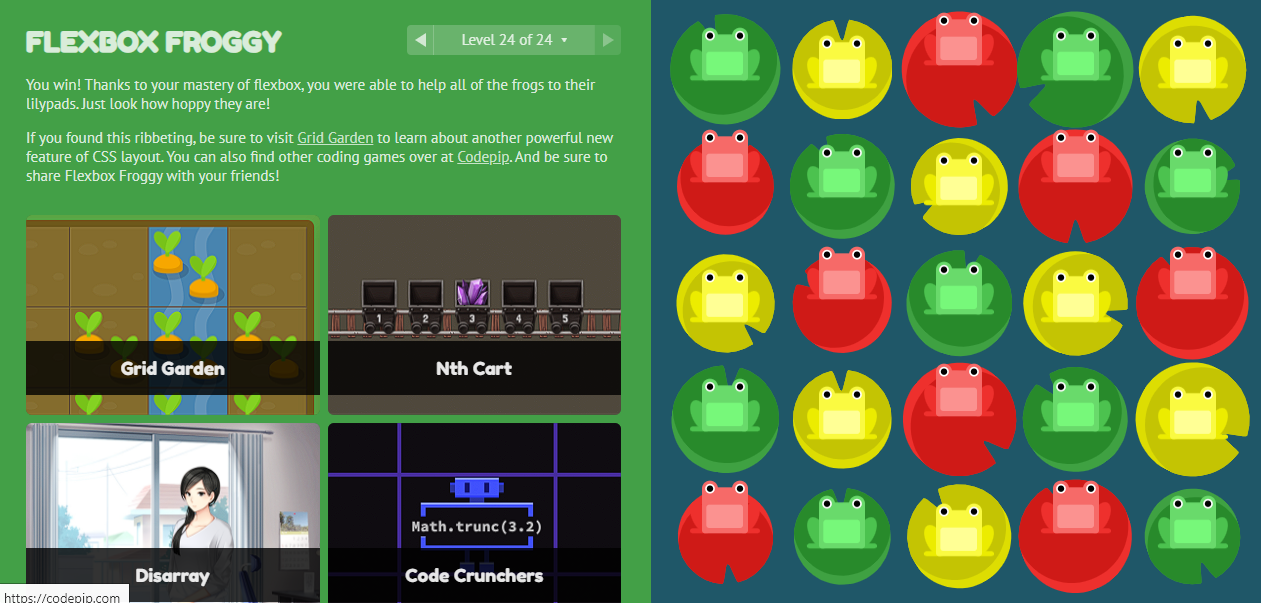 FLEXBOX FROGGY
Level 24 of 24
You win! Thanks to your mastery of flexbox, you were able to help all of the frogs to their
lilypads. Just look how hoppy they are!
If you found this ribbeting, be sure to visit Grid Garden to learn about another powerful new
feature of CSS layout. You can also find other coding games over at Codepip. And be sure to
share Flexbox Froggy with your friends!
1 2 3 4 5
Grid Garden
Nth Cart
Math.trunc(3.2)
Disarray
Code Crunchers
https://codepip.com